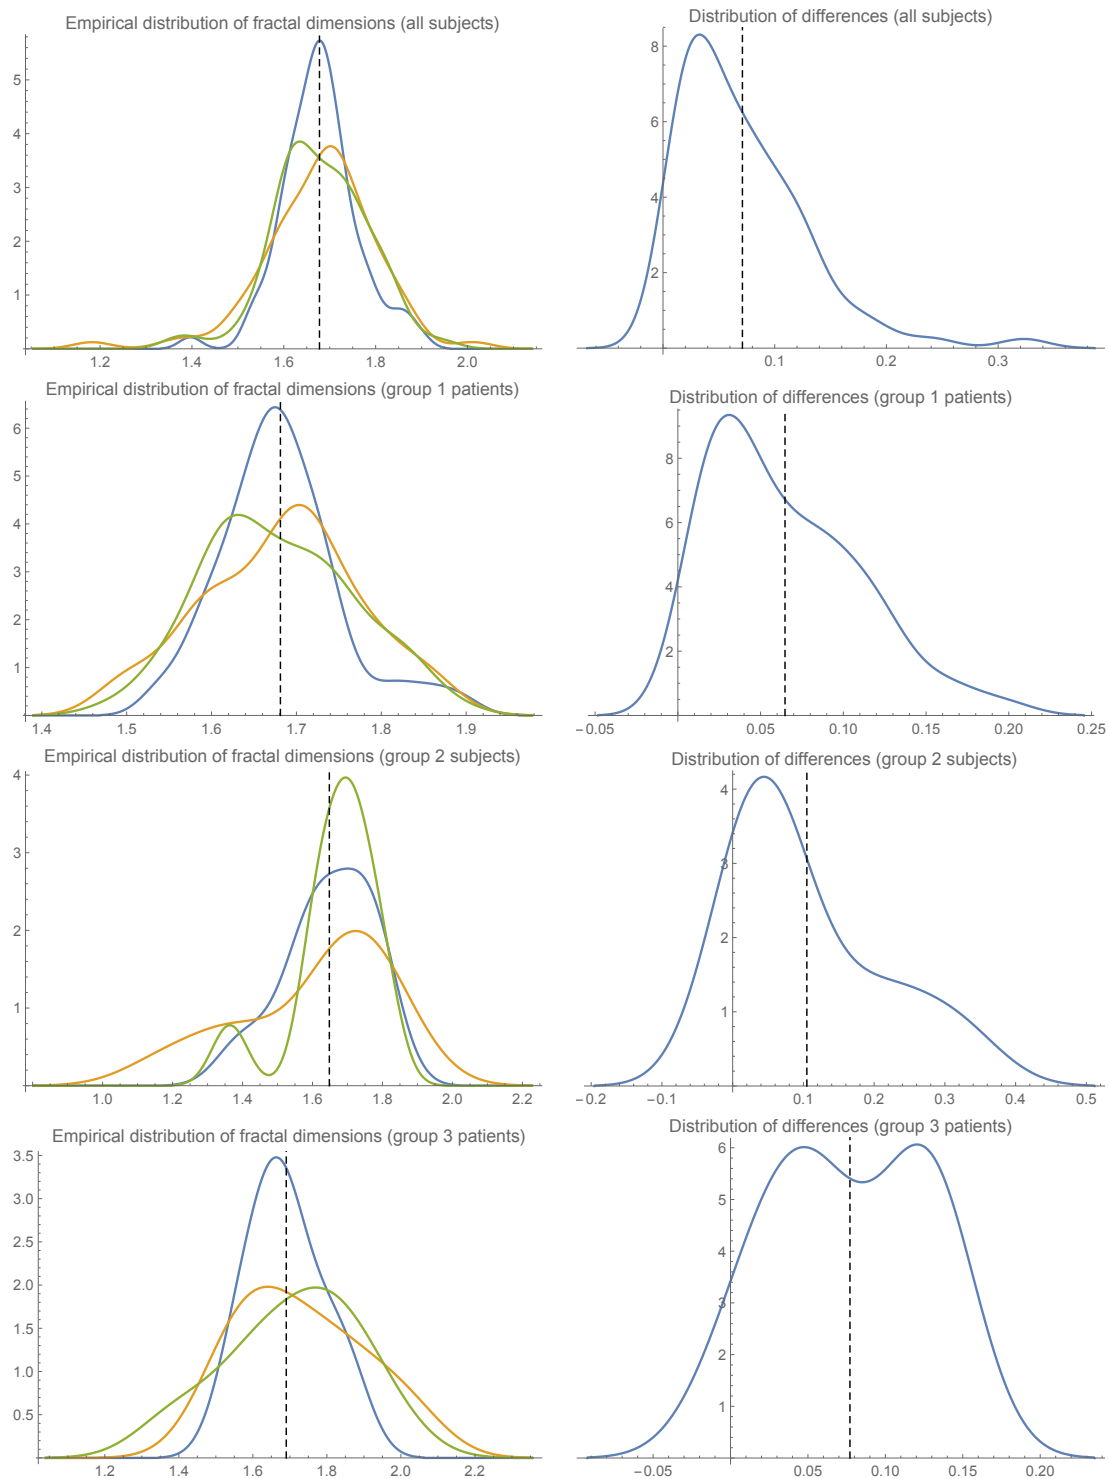 Empirical distribution of fractal dimensions (all subjects)
5
4
3
2
1
1.2 1.4 1.6 1.8 2.0
Distribution of differences (all subjects)
8
6
4
2
0.1 0.2 0.3
Empirical distribution of fractal dimensions (group 1 patients)
6
5
4
3
2
1
1.4 1.5 1.6 1.7 1.8 1.9
Distribution of differences (group 1 patients)
8
6
4
2
−0.05 0.05 0.10 0.15 0.20 0.25
Empirical distribution of fractal dimensions (group 2 subjects)
4
3
2
1
1.0 1.2 1.4 1.6 1.8 2.0 2.2
Distribution of differences (group 2 subjects)
4
3
2
1
−0.2 −0.1 0.1 0.2 0.3 0.4 0.5
Empirical distribution of fractal dimensions (group 3 patients)
3.5
3.0
2.5
2.0
1.5
1.0
0.5
1.2 1.4 1.6 1.8 2.0 2.2
Distribution of differences (group 3 patients)
6
5
4
3
2
1
−0.05 0.05 0.10 0.15 0.20